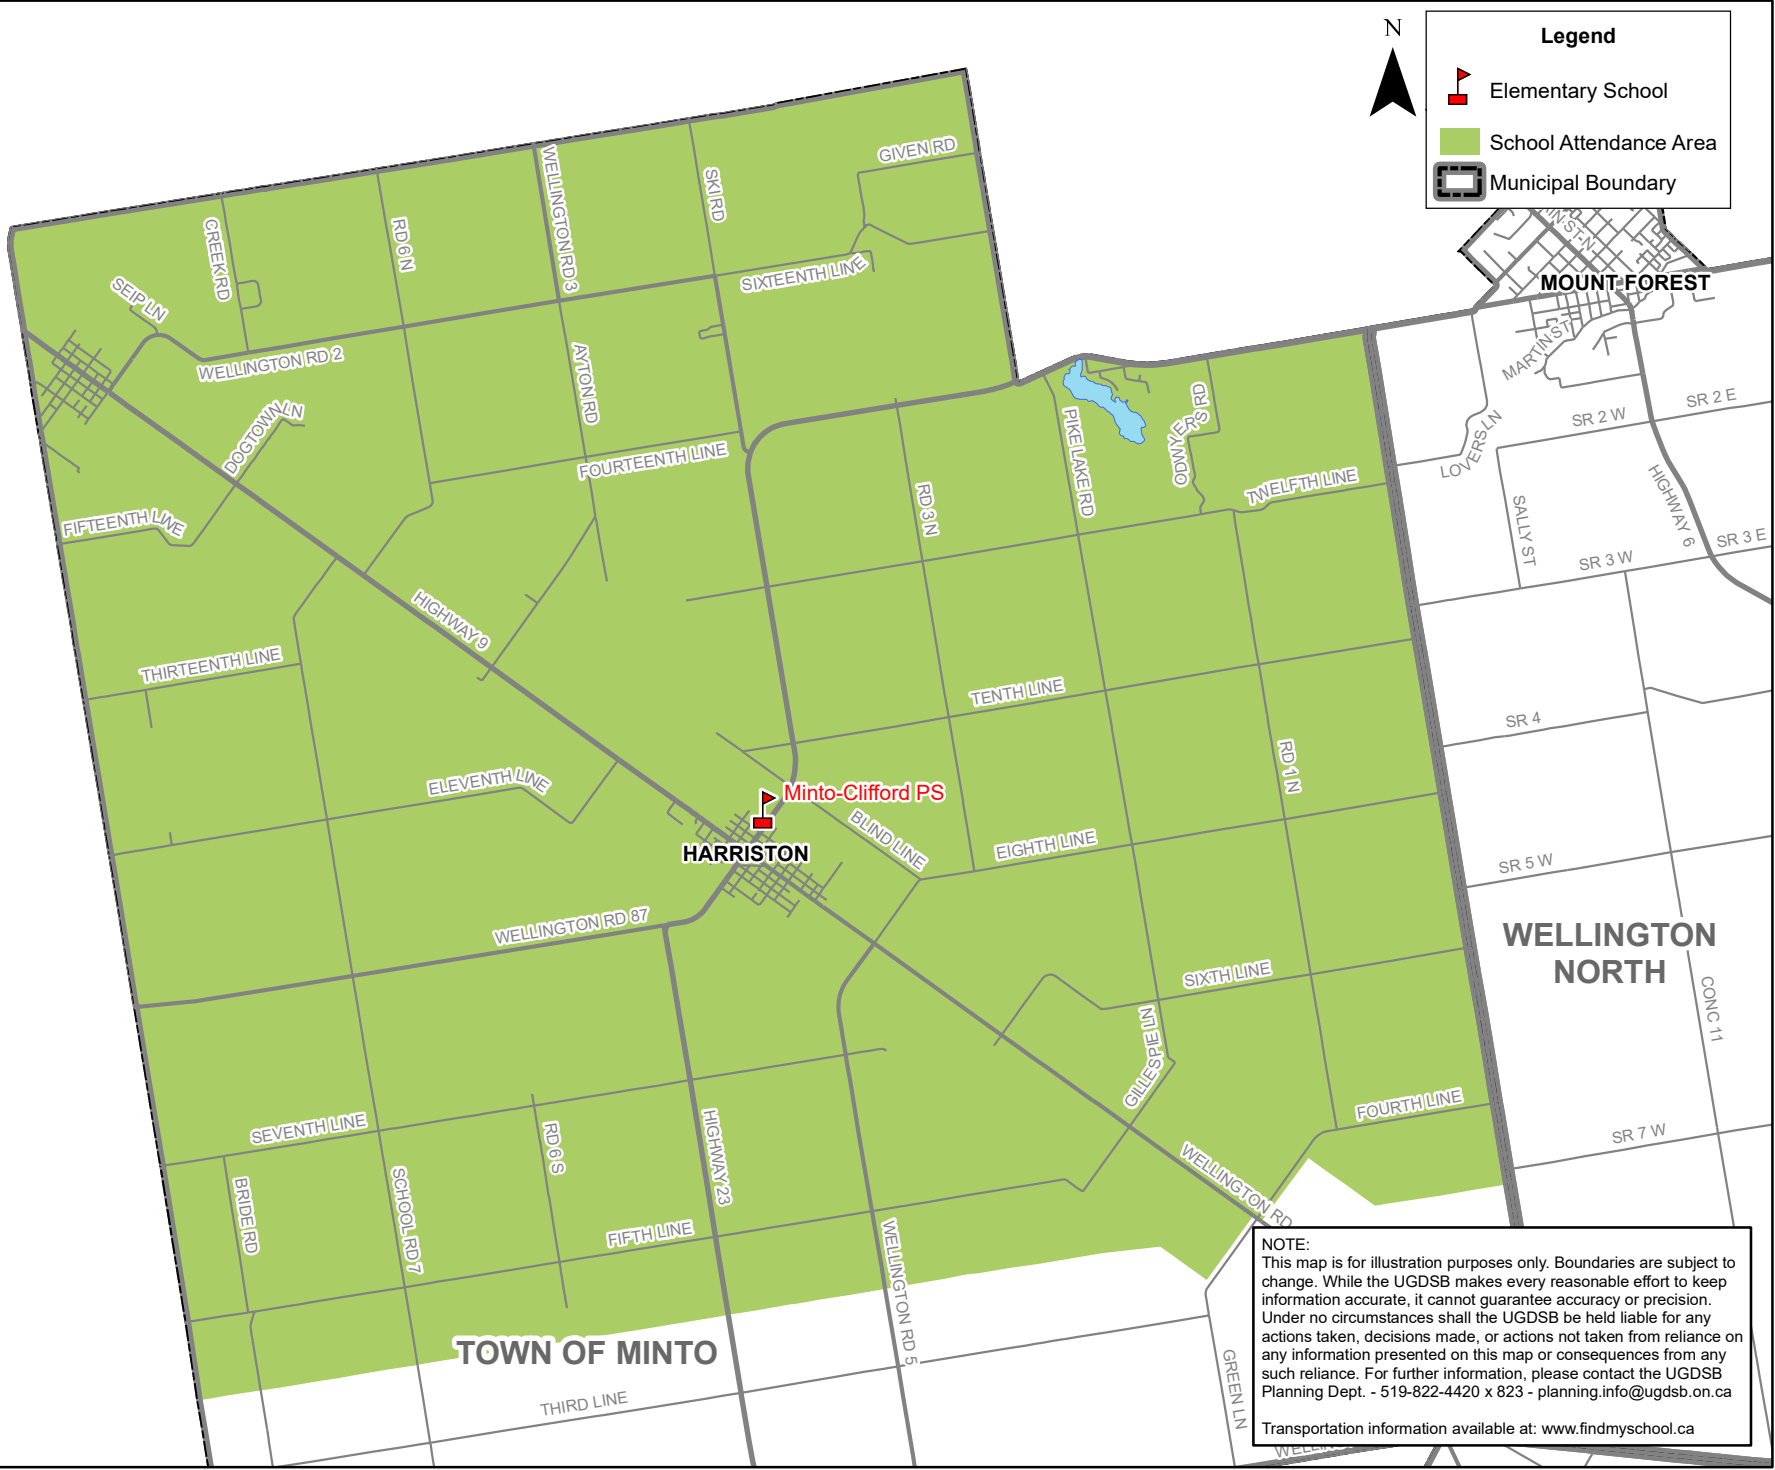 N
Legend
Elementary School
School Attendance Area
Municipal Boundary
GIVEN RD
WELLINGTON RD 3
SKI RD
CREEK RD
RD 6 N
SIXTEENTH LINE
SEIP LN
MOUNT FOREST
MARTIN ST
WELLINGTON RD 2
AYTON RD
DOGTOWN LN
FOURTEENTH LINE
PIKE LAKE RD
ODWYERS RD
SR 2 E
SR 2 W
LOVERS LN
TWELFTH LINE
RD 3 N
HIGHWAY 6
SALLY ST
FIFTEENTH LINE
SR 3 E
SR 3 W
HIGHWAY 9
THIRTEENTH LINE
TENTH LINE
SR 4
RD 1 N
ELEVENTH LINE
Minto-Clifford PS
BLIND LINE
HARRISTON
EIGHTH LINE
SR 5 W
WELLINGTON RD 87
WELLINGTON
NORTH
SIXTH LINE
CONC 11
GILLESPIE LN
FOURTH LINE
SEVENTH LINE
RD 6 S
HIGHWAY 23
SR 7 W
BRIDE RD
SCHOOL RD 7
WELLINGTON RD
FIFTH LINE
WELLINGTON RD 5
TOWN OF MINTO
THIRD LINE
GREEN LN
NOTE:
This map is for illustration purposes only. Boundaries are subject to
change. While the UGDSB makes every reasonable effort to keep
information accurate, it cannot guarantee accuracy or precision.
Under no circumstances shall the UGDSB be held liable for any
actions taken, decisions made, or actions not taken from reliance on
any information presented on this map or consequences from any
such reliance. For further information, please contact the UGDSB
Planning Dept. - 519-822-4420 x 823 - planning.info@ugdsb.on.ca
Transportation information available at: www.findmyschool.ca